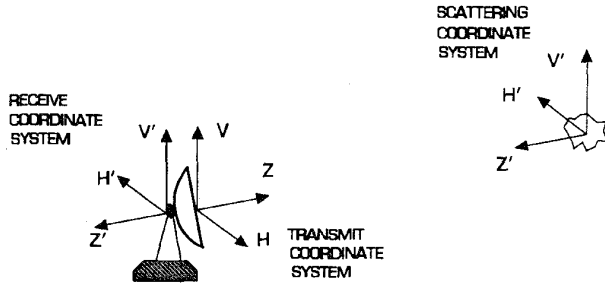 SCATTERING
COORDINATE
SYSTEM
V'
H'
Z'
RECEIVE
COORDINATE
SYSTEM
V'
V
H'
Z
Z'
H
TRANSMIT
COORDINATE
SYSTEM